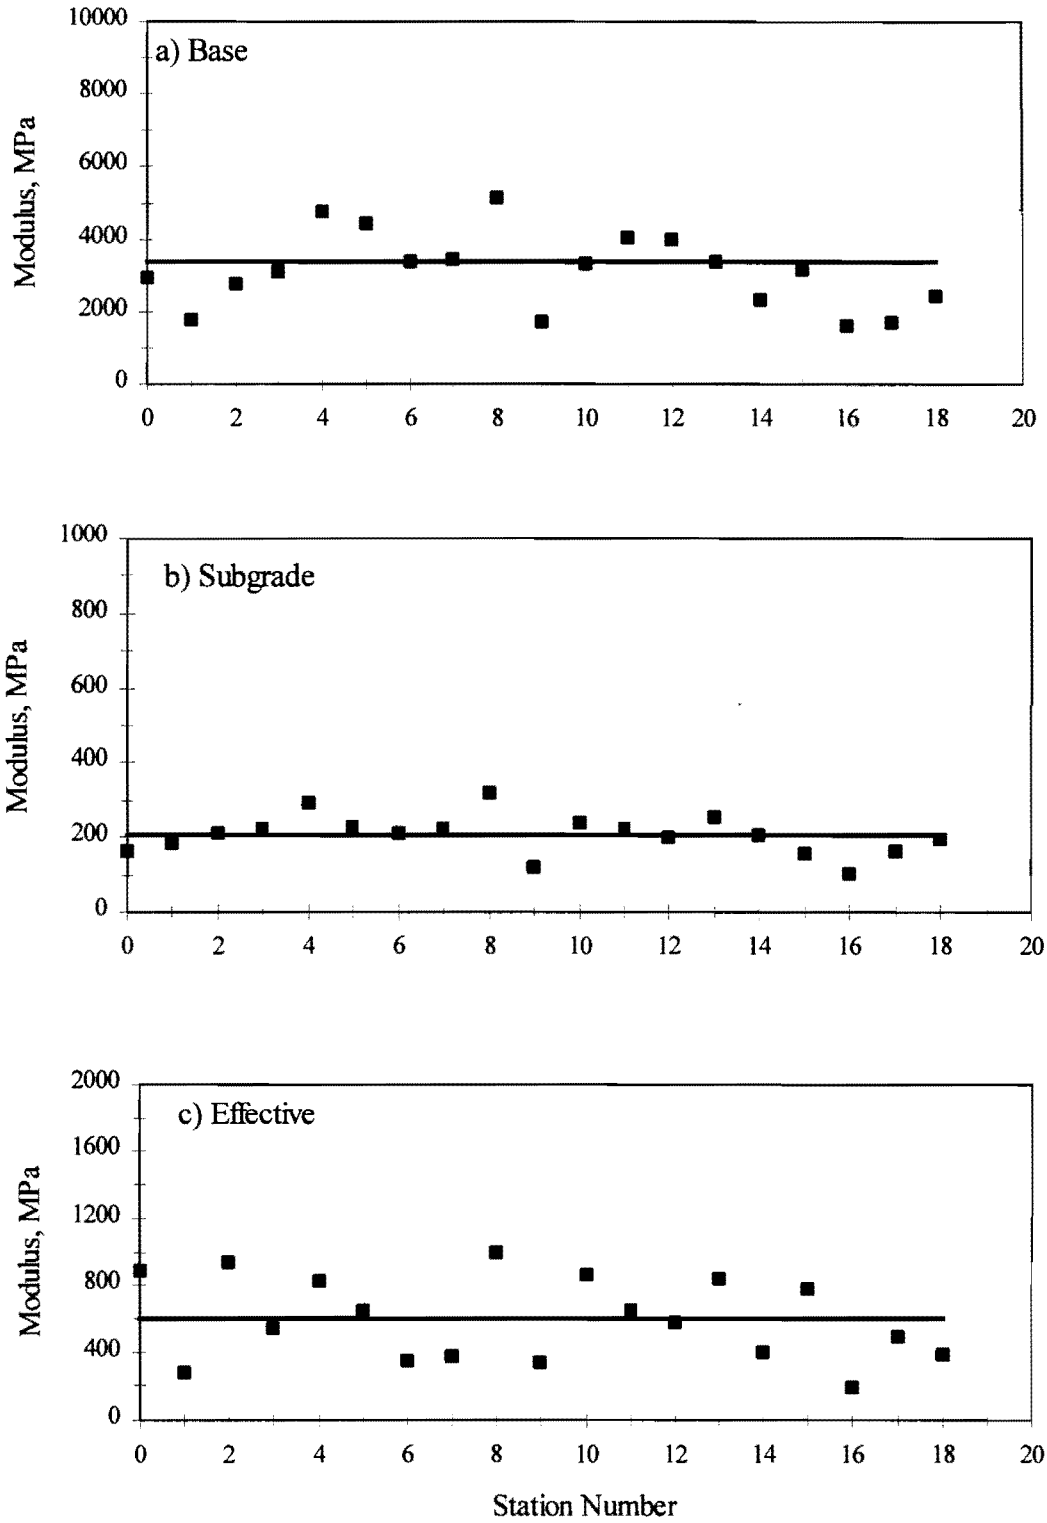 10000
a) Base
8000
6000
4000
2000
0
Modulus, MPa
0 2 4 6 8 10 12 14 16 18 20
1000
b) Subgrade
800
600
400
200
0
Modulus, MPa
0 2 4 6 8 10 12 14 16 18 20
2000
c) Effective
1600
1200
800
400
0
Modulus, MPa
0 2 4 6 8 10 12 14 16 18 20
Station Number